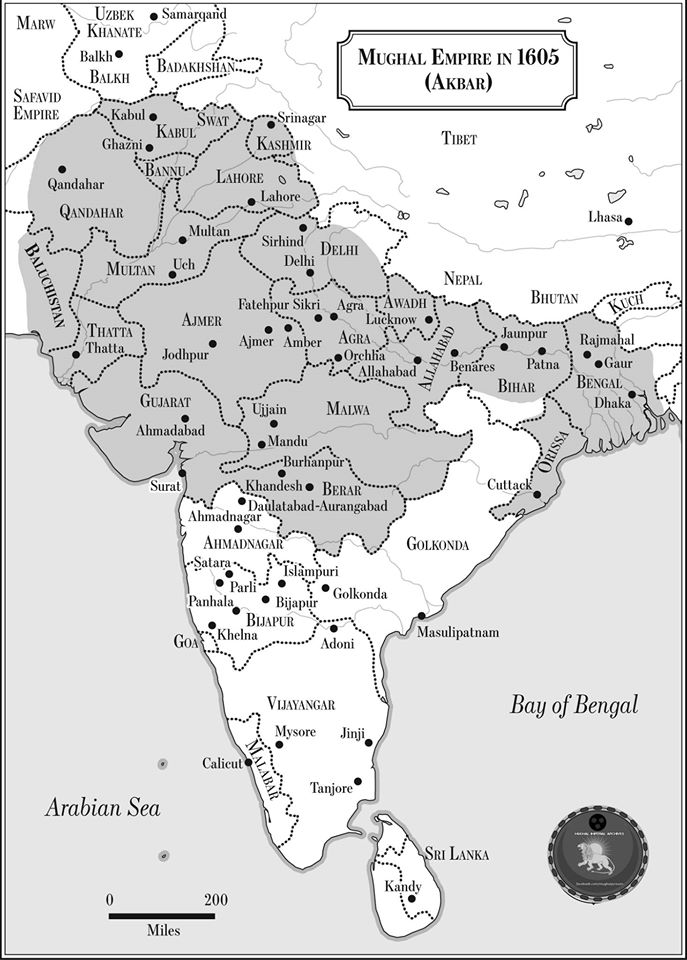 MUGHAL EMPIRE IN 1605
(AKBAR)
MARW
UZBEK
KHANATE
Samarqand
Balkh
BALKH
BADAKHSHAN
SAFAVID
EMPIRE
Kabul
KABUL
SWAT
Srinagar
KASHMIR
Ghazni
BANNU
TIBET
Qandahar
QANDAHAR
LAHORE
Lahore
Lhasa
Multan
Sirhind
DELHI
Delhi
BALUCHISTAN
MULTAN
Uch
NEPAL
BHUTAN
KUCH
THATTA
Thatta
AJMER
Fatehpur Sikri
Agra
AWADH
Lucknow
Jodhpur
Ajmer
Amber
AGRA
Orchha
Allahabad
ALLAHABAD
Benares
Jaunpur
Patna
BIHAR
Rajmahal
Gaur
BENGAL
Dhaka
GUJARAT
Ahmadabad
Ujjain
MALWA
Mandu
ORISSA
Surat
Burhanpur
Khandesh
BERAR
Cuttack
Daulatabad-Aurangabad
Ahmadnagar
AHMADNAGAR
GOLKONDA
Satara
Parli
Islampuri
Golkonda
Panhala
Bijapur
BIJAPUR
Khelna
GOA
Adoni
Masulipatnam
VIJAYANGAR
Mysore
Jinji
Bay of Bengal
Calicut
MALABAR
Tanjore
Arabian Sea
SRI LANKA
Kandy
0 200
Miles
MUGHAL IMPERIAL ARCHIVES